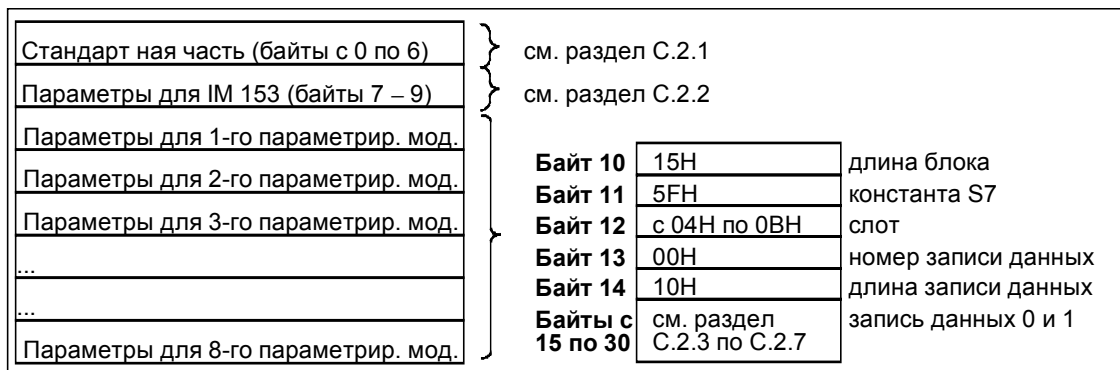 Стандарт ная часть (байты с 0 по 6)
см. раздел C.2.1
Параметры для IM 153 (байты 7 – 9)
см. раздел C.2.2
Параметры для 1-го параметрир. мод.
Параметры для 2-го параметрир. мод.
Параметры для 3-го параметрир. мод.
...
...
Параметры для 8-го параметрир. мод.
Байт 10 15H длина блока
Байт 11 5FH константа S7
Байт 12 с 04H по 0BH слот
Байт 13 00H номер записи данных
Байт 14 10H длина записи данных
Байты с см. раздел запись данных 0 и 1
15 по 30 C.2.3 по C.2.7